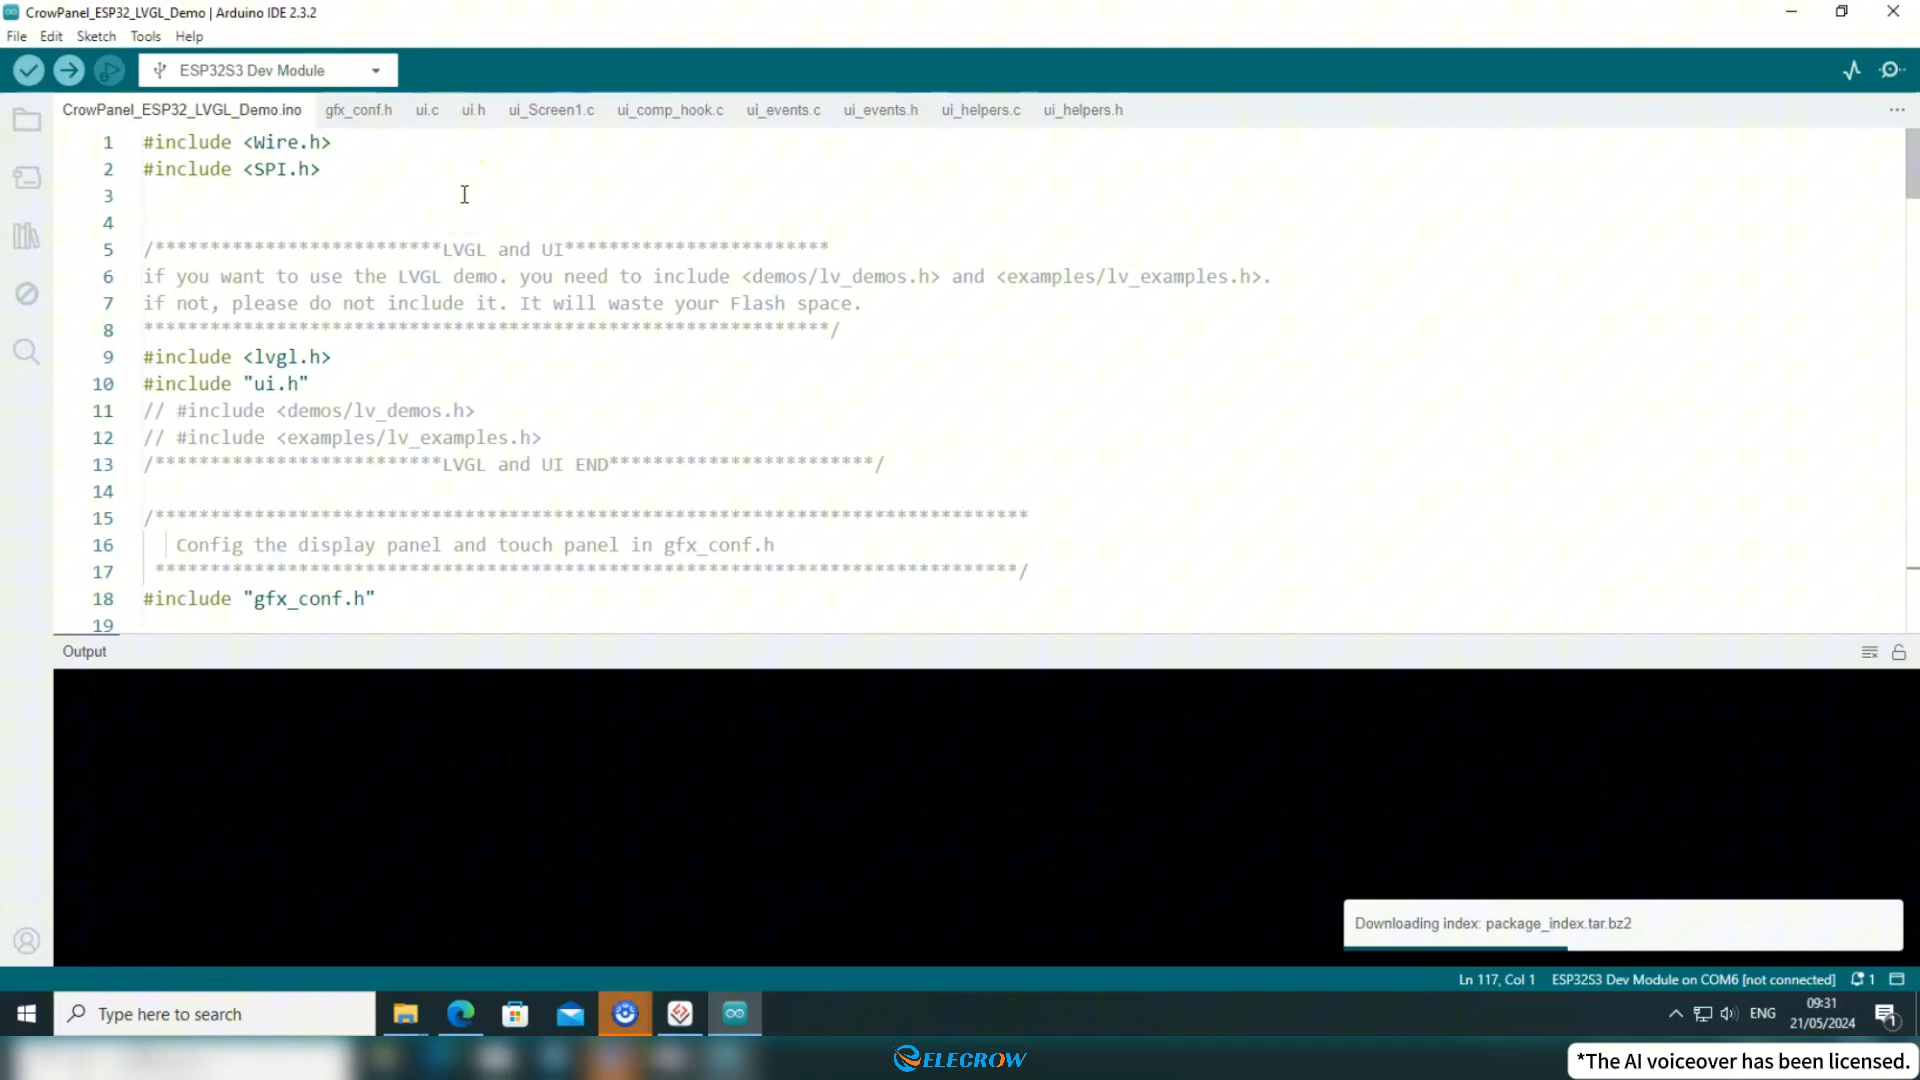 CrowPanel_ESP32_LVGL_Demo | Arduino IDE 2.3.2
File Edit Sketch Tools Help
ESP32S3 Dev Module
CrowPanel_ESP32_LVGL_Demo.ino gfx_conf.h ui.c ui.h ui_Screen1.c ui_comp_hook.c ui_events.c ui_events.h ui_helpers.c ui_helpers.h
1 #include <Wire.h>
2 #include <SPI.h>
3
4
5 /**************************LVGL and UI************************
6 if you want to use the LVGL demo. you need to include <demos/lv_demos.h> and <examples/lv_examples.h>.
7 if not, please do not include it. It will waste your Flash space.
8 **************************************************************/
9 #include <lvgl.h>
10 #include "ui.h"
11 // #include <demos/lv_demos.h>
12 // #include <examples/lv_examples.h>
13 /**************************LVGL and UI END************************/
14
15 /*******************************************************************************
16 Config the display panel and touch panel in gfx_conf.h
17 ******************************************************************************/
18 #include "gfx_conf.h"
19
Output
Downloading index: package_index.tar.bz2
Ln 117, Col 1 ESP32S3 Dev Module on COM6 [not connected] 1
Type here to search
ENG
09:31
21/05/2024
1
ELECROW
*The AI voiceover has been licensed.